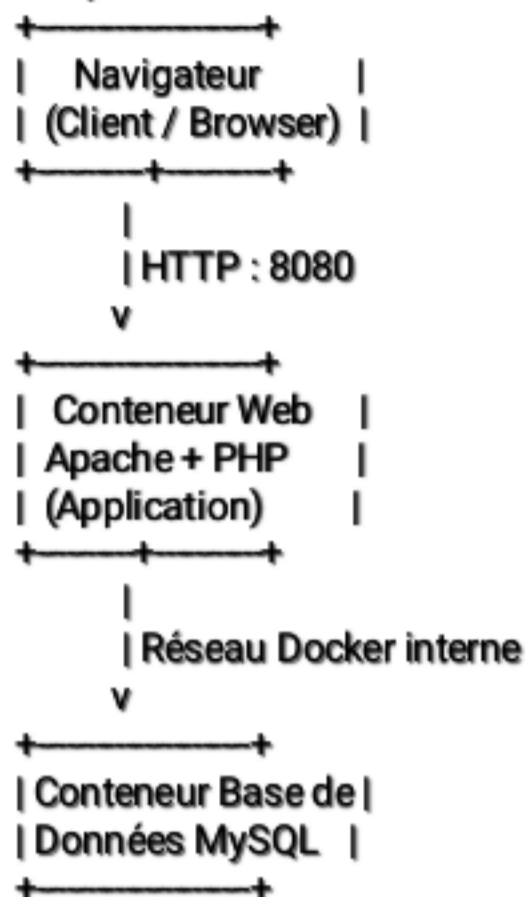 +--------------------+
| Navigateur |
| (Client / Browser) |
+----------+----------+
|
| HTTP : 8080
v
+--------------------+
| Conteneur Web |
| Apache + PHP |
| (Application) |
+---------+----------+
|
| Réseau Docker interne
v
+------------------+
| Conteneur Base de |
| Données MySQL |
+------------------+